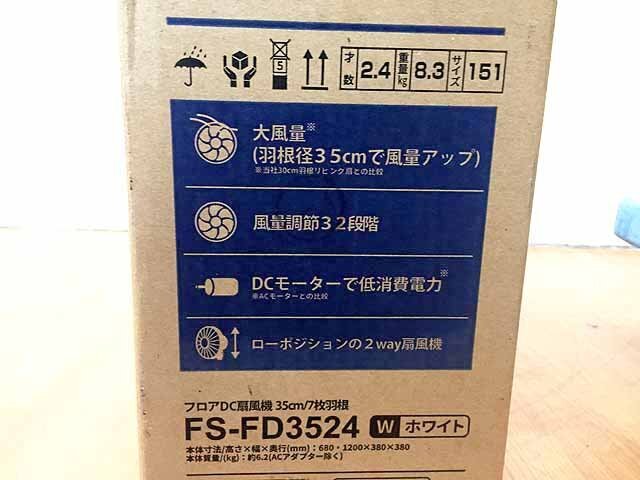 5
才数 2.4 重量kg 8.3 サイズ 151
大風量※
(羽根径35cmで風量アップ)
※当社30cm羽根リビング扇との比較
風量調節32段階
DCモーターで低消費電力※
※ACモーターとの比較
ローポジションの2way扇風機
フロアDC扇風機 35cm/7枚羽根
FS-FD3524 W ホワイト
本体寸法/高さ×幅×奥行(mm):680・1200×380×380
本体質量/(kg):約6.2(ACアダプター除く)